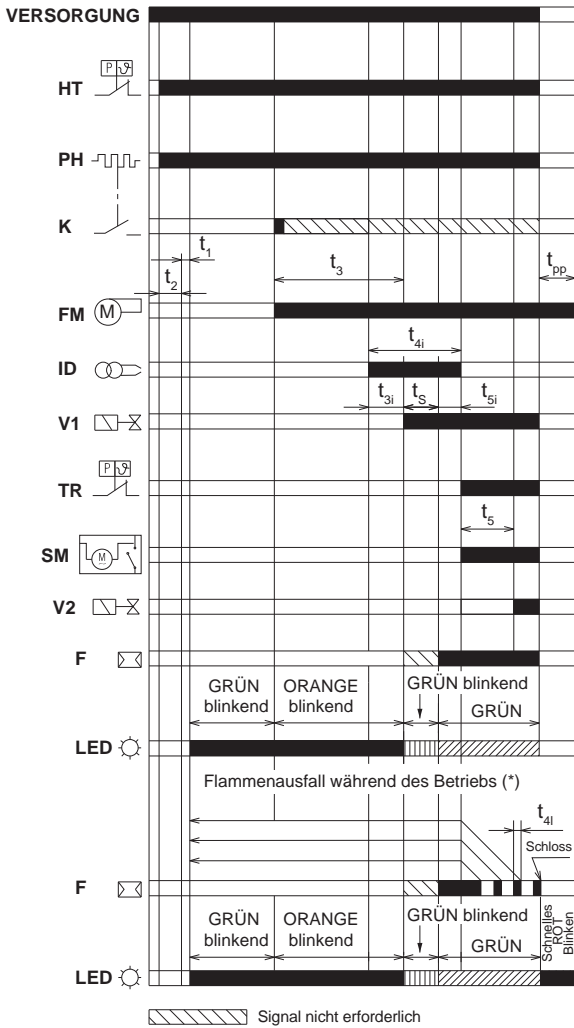 VERSORGUNG
P ϑ
HT
PH
K
t1
t2
t3
tpp
FM M
t4i
ID
t3i tS t5i
V1
P ϑ
TR
t5
SM M
V2
F
GRÜN blinkend
ORANGE blinkend
GRÜN blinkend
GRÜN
LED
Flammenausfall während des Betriebs (*)
t4l
Schloss
F
GRÜN blinkend
ORANGE blinkend
GRÜN blinkend
GRÜN
Schnelles ROT Blinken
LED
Signal nicht erforderlich